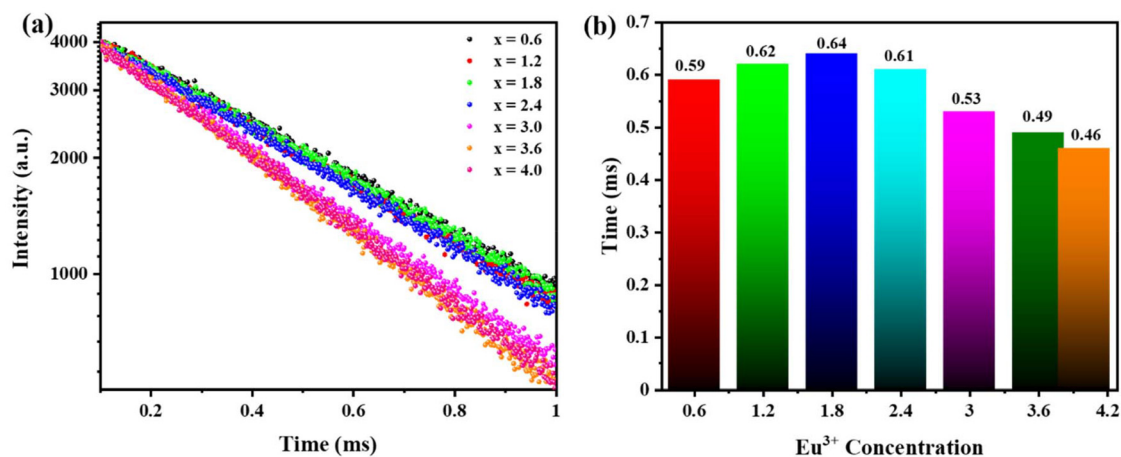 (a)
4000
3000
2000
1000
Intensity (a.u.)
0.2 0.4 0.6 0.8 1
Time (ms)
x = 0.6
x = 1.2
x = 1.8
x = 2.4
x = 3.0
x = 3.6
x = 4.0
(b)
0.7
0.6
0.5
0.4
0.3
0.2
0.1
0
Time (ms)
0.59
0.62
0.64
0.61
0.53
0.49
0.46
0.6 1.2 1.8 2.4 3 3.6 4.2
Eu³⁺ Concentration